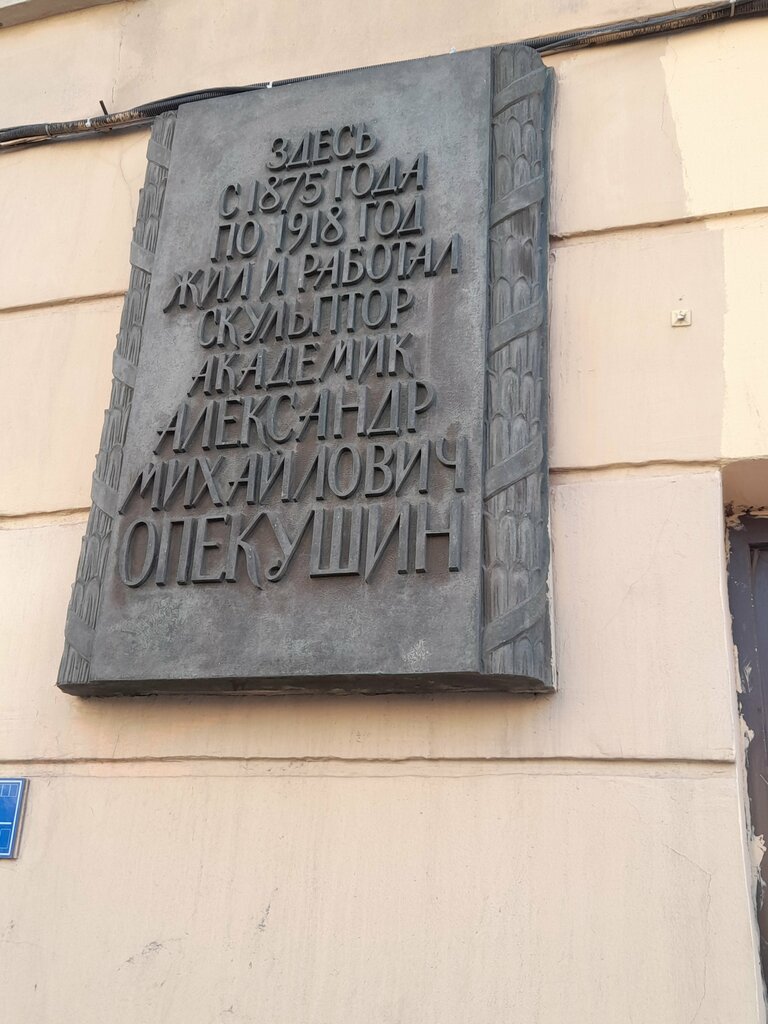 ЗДЕСЬ
С 1875 ГОДА
ПО 1918 ГОД
ЖИЛ И РАБОТАЛ
СКУЛЬПТОР
АКАДЕМИК
АЛЕКСАНДР
МИХАЙЛОВИЧ
ОПЕКУШИН